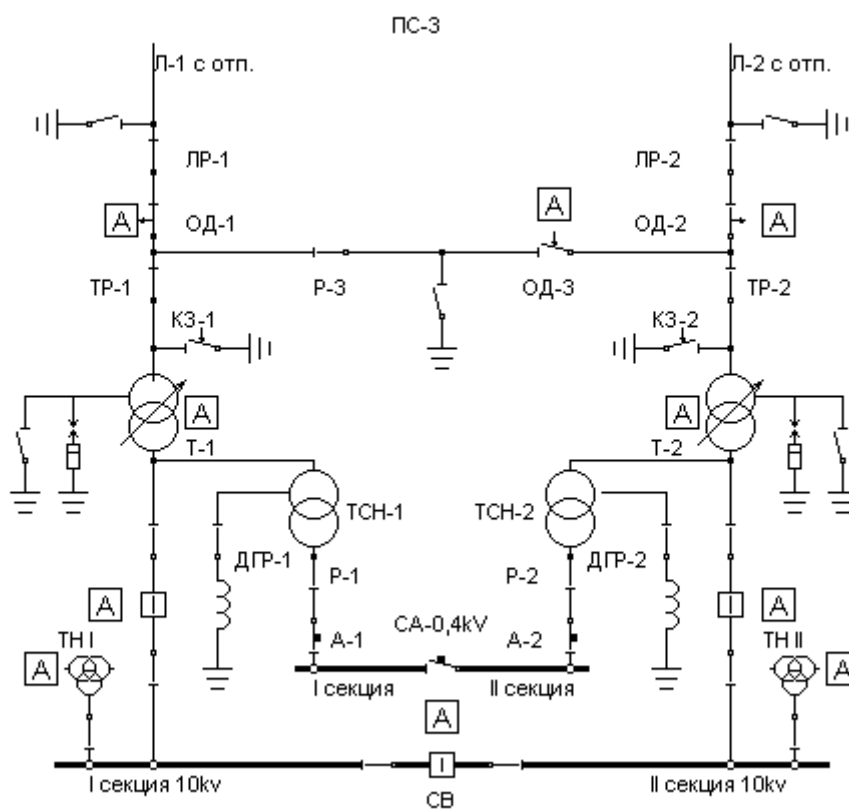 ПС-3
Л-1 с отп.
Л-2 с отп.
ЛР-1
ЛР-2
А
А
А
ОД-1
ОД-2
ТР-1
Р-3
ОД-3
ТР-2
КЗ-1
КЗ-2
А
А
Т-1
Т-2
ТСН-1
ТСН-2
ДГР-1
Р-1
Р-2
ДГР-2
А
I
I
А
СА-0,4kV
ТН I
А-1
А-2
ТН II
А
А
I секция
II секция
А
I секция 10kv
I
II секция 10kv
СВ